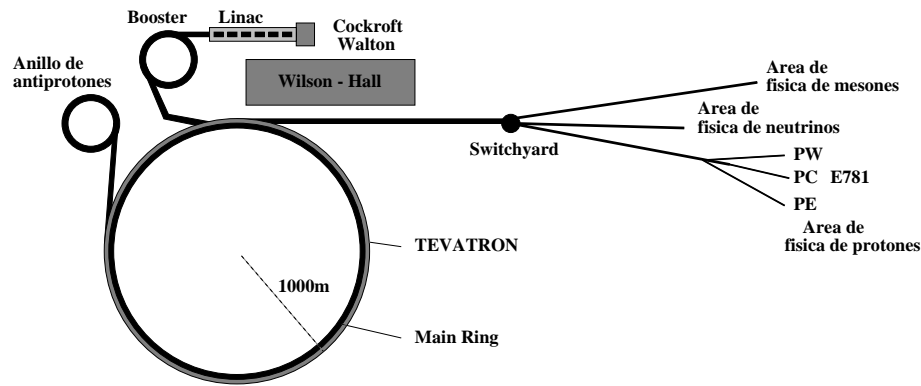 Booster
Linac
Cockroft
Walton
Anillo de
antiprotones
Wilson - Hall
Area de
fisica de mesones
Area de
fisica de neutrinos
Switchyard
PW
PC E781
PE
Area de
fisica de protones
TEVATRON
1000m
Main Ring